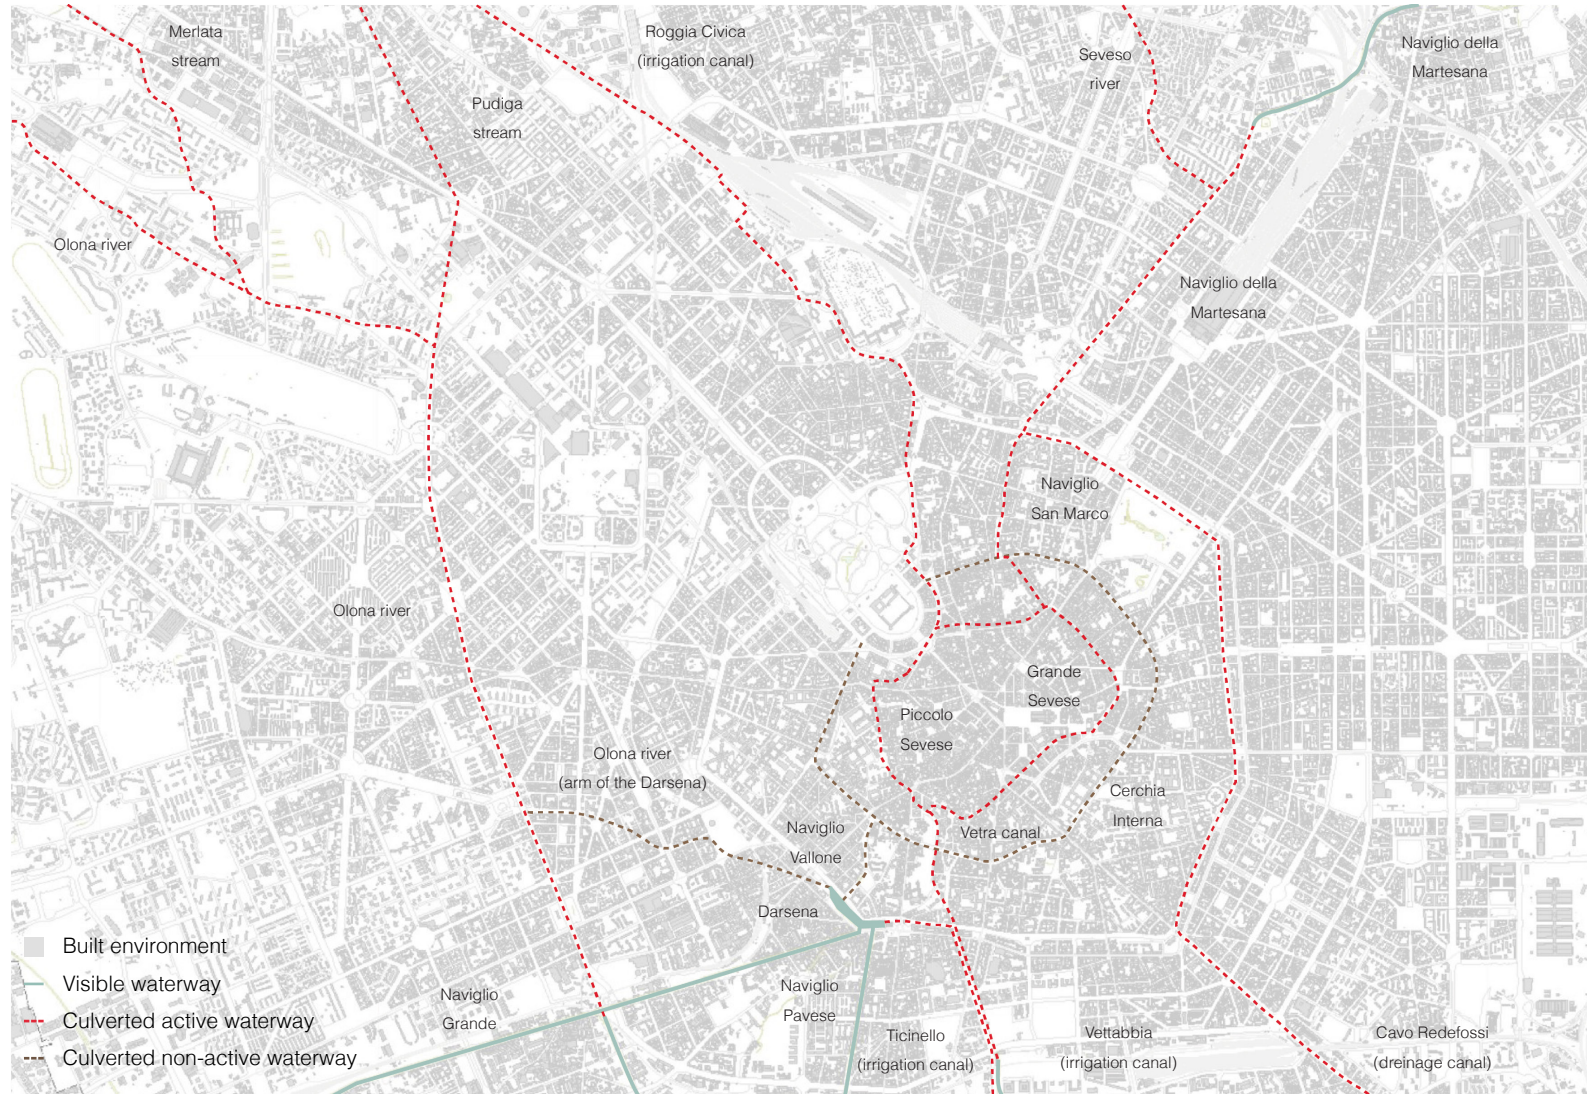 Merlata
stream
Roggia Civica
(irrigation canal)
Seveso
river
Naviglio della
Martesana
Pudiga
stream
Olona river
Naviglio della
Martesana
Naviglio
San Marco
Olona river
Grande
Sevese
Piccolo
Sevese
Olona river
(arm of the Darsena)
Cerchia
Interna
Naviglio
Vallone
Vetra canal
Darsena
Built environment
Visible waterway
Culverted active waterway
Culverted non-active waterway
Naviglio
Grande
Naviglio
Pavese
Ticinello
(irrigation canal)
Vettabbia
(irrigation canal)
Cavo Redefossi
(dreinage canal)